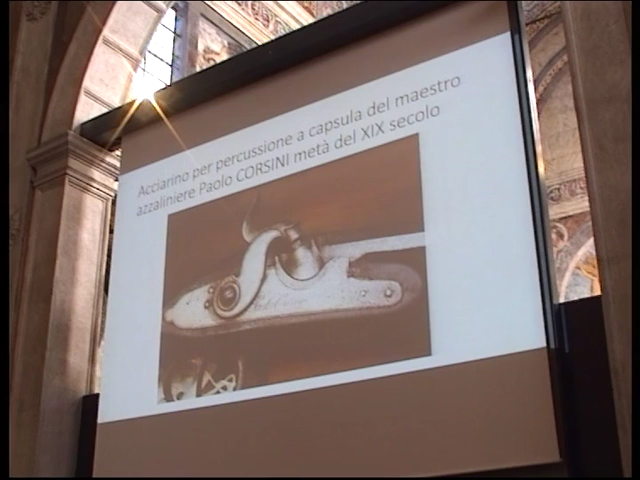 Acciarino per percussione a capsula del maestro
azzaliniere Paolo CORSINI metà del XIX secolo